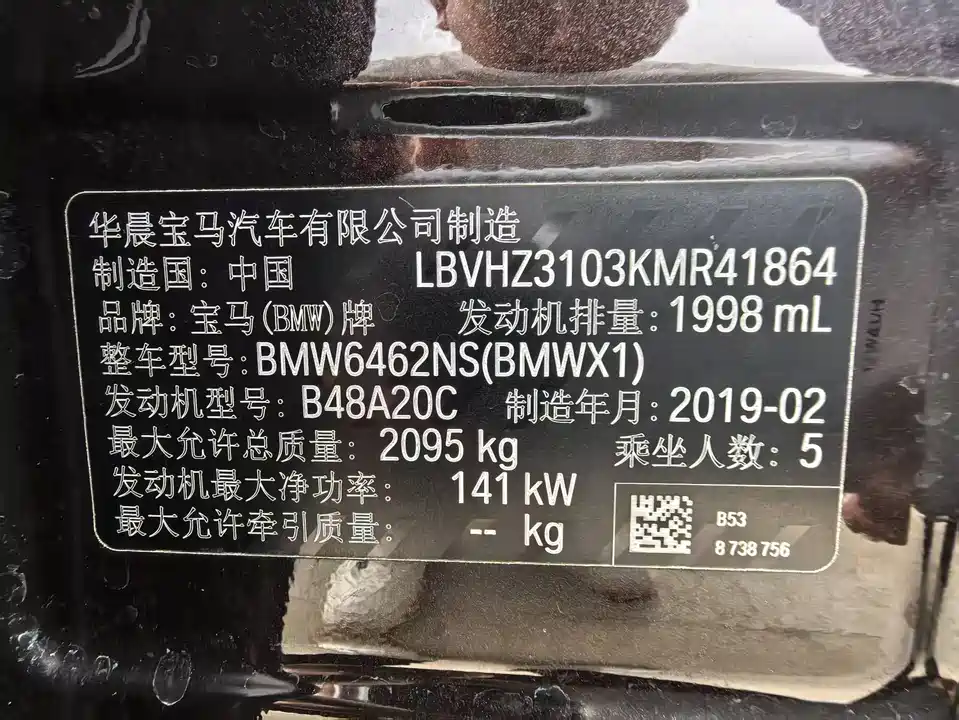 华晨宝马汽车有限公司制造
制造国：中国 LBVHZ3103KMR41864
品牌：宝马(BMW)牌 发动机排量：1998 mL
整车型号：BMW6462NS(BMWX1)
发动机型号：B48A20C 制造年月：2019-02
最大允许总质量：2095 kg 乘坐人数：5
发动机最大净功率：141 kW
最大允许牵引质量：-- kg
B53
8 738 756